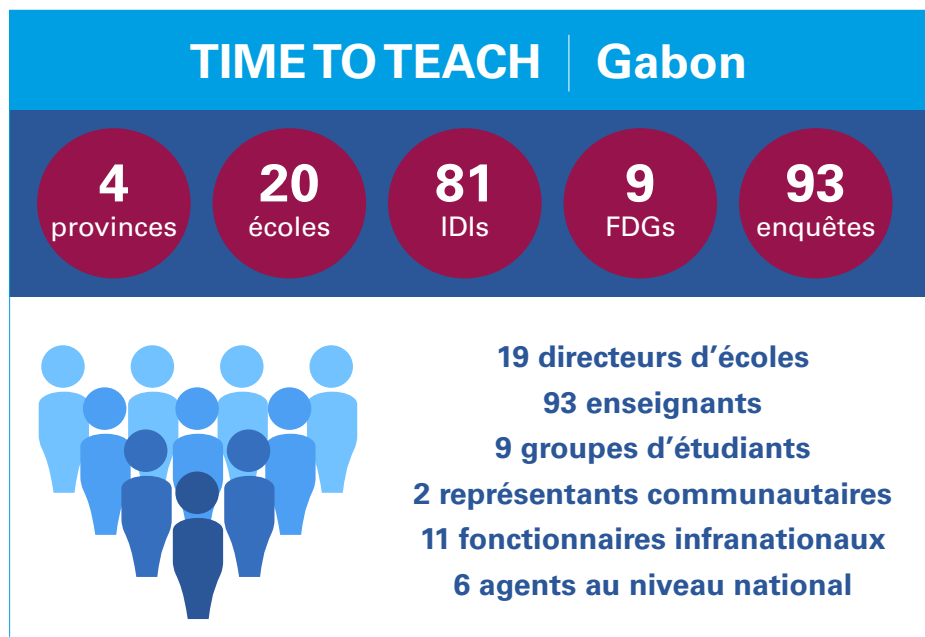 TIME TO TEACH | Gabon
4
provinces
20
écoles
81
IDIs
9
FDGs
93
enquêtes
19 directeurs d’écoles
93 enseignants
9 groupes d’étudiants
2 représentants communautaires
11 fonctionnaires infranationaux
6 agents au niveau national